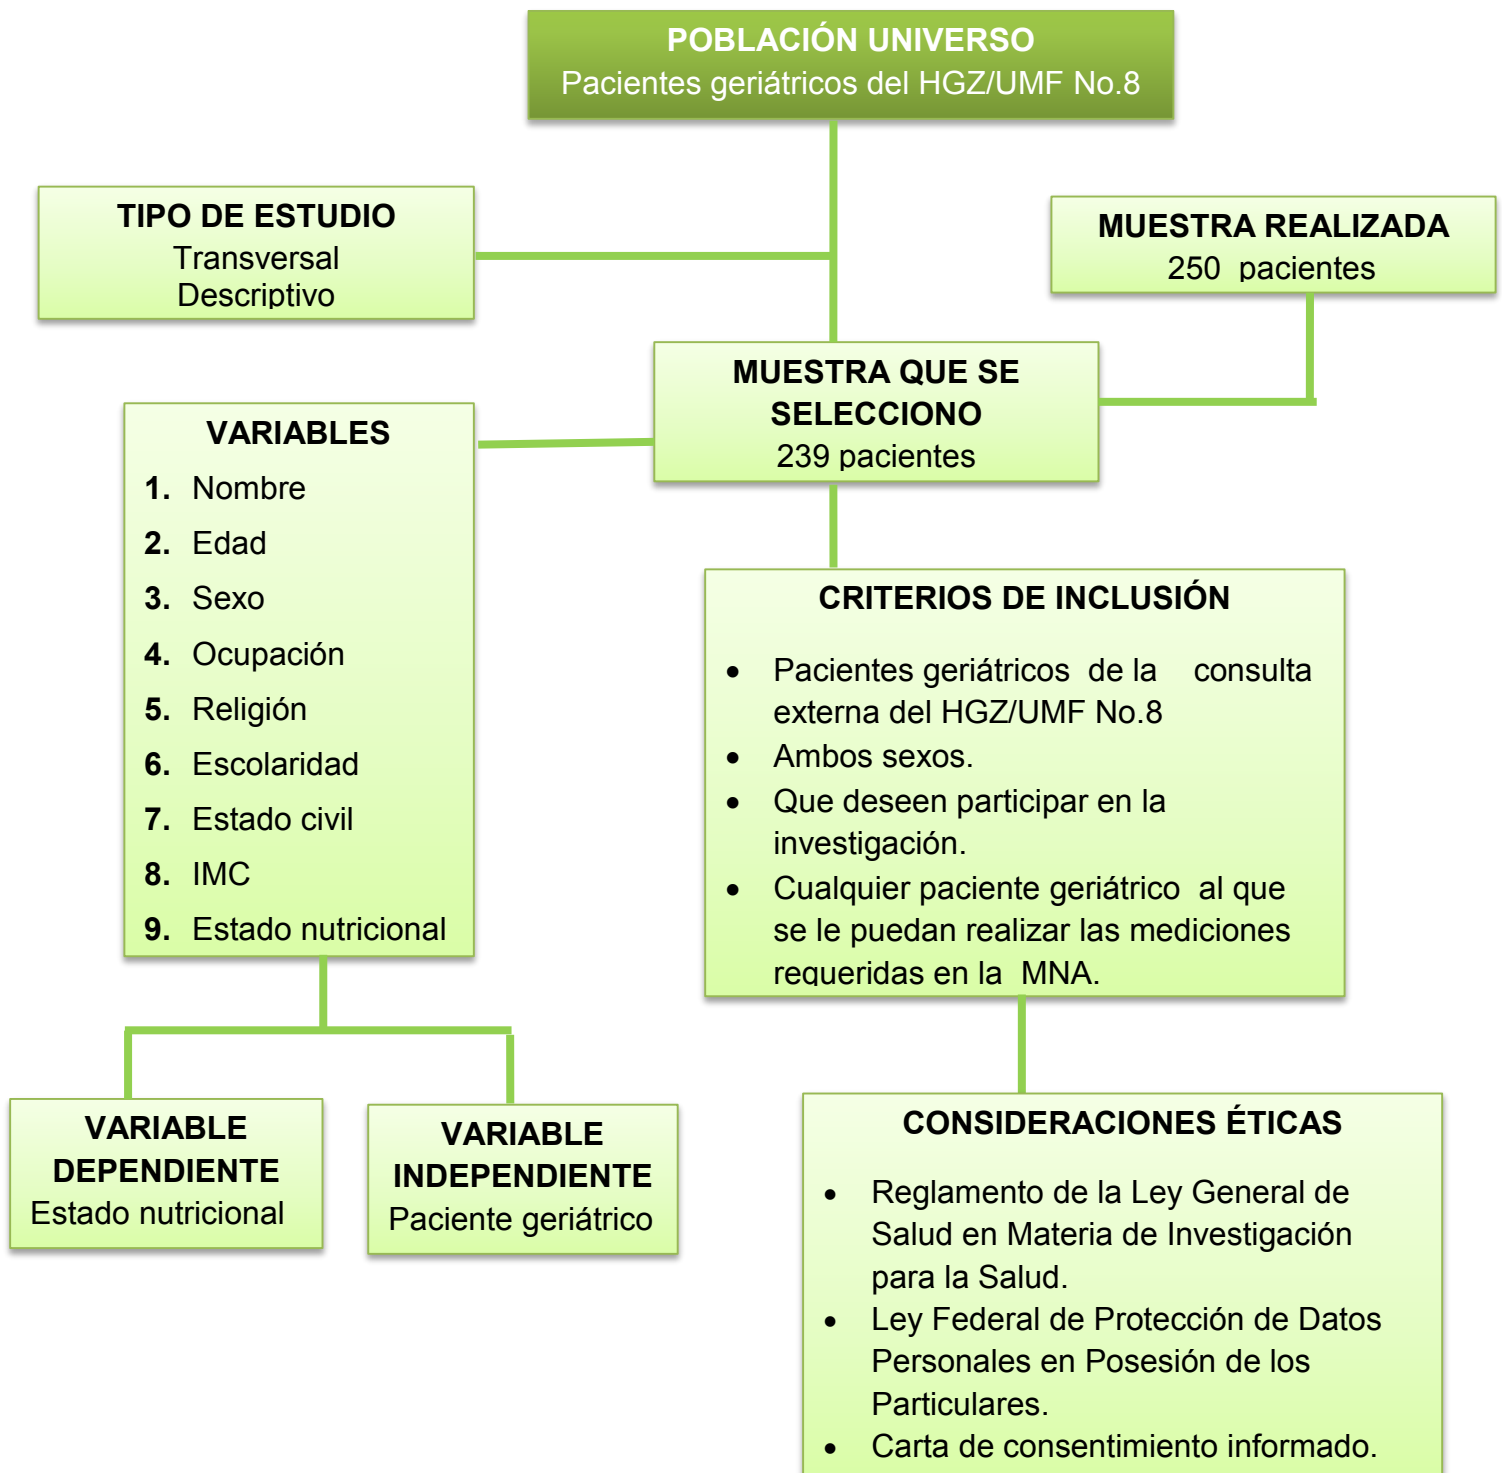 POBLACIÓN UNIVERSO
Pacientes geriátricos del HGZ/UMF No.8
TIPO DE ESTUDIO
Transversal
Descriptivo
MUESTRA REALIZADA
250 pacientes
MUESTRA QUE SE
SELECCIONO
239 pacientes
VARIABLES
1. Nombre
2. Edad
3. Sexo
4. Ocupación
5. Religión
6. Escolaridad
7. Estado civil
8. IMC
9. Estado nutricional
CRITERIOS DE INCLUSIÓN
• Pacientes geriátricos de la consulta
externa del HGZ/UMF No.8
• Ambos sexos.
• Que deseen participar en la
investigación.
• Cualquier paciente geriátrico al que
se le puedan realizar las mediciones
requeridas en la MNA.
VARIABLE
DEPENDIENTE
Estado nutricional
VARIABLE
INDEPENDIENTE
Paciente geriátrico
CONSIDERACIONES ÉTICAS
• Reglamento de la Ley General de
Salud en Materia de Investigación
para la Salud.
• Ley Federal de Protección de Datos
Personales en Posesión de los
Particulares.
• Carta de consentimiento informado.